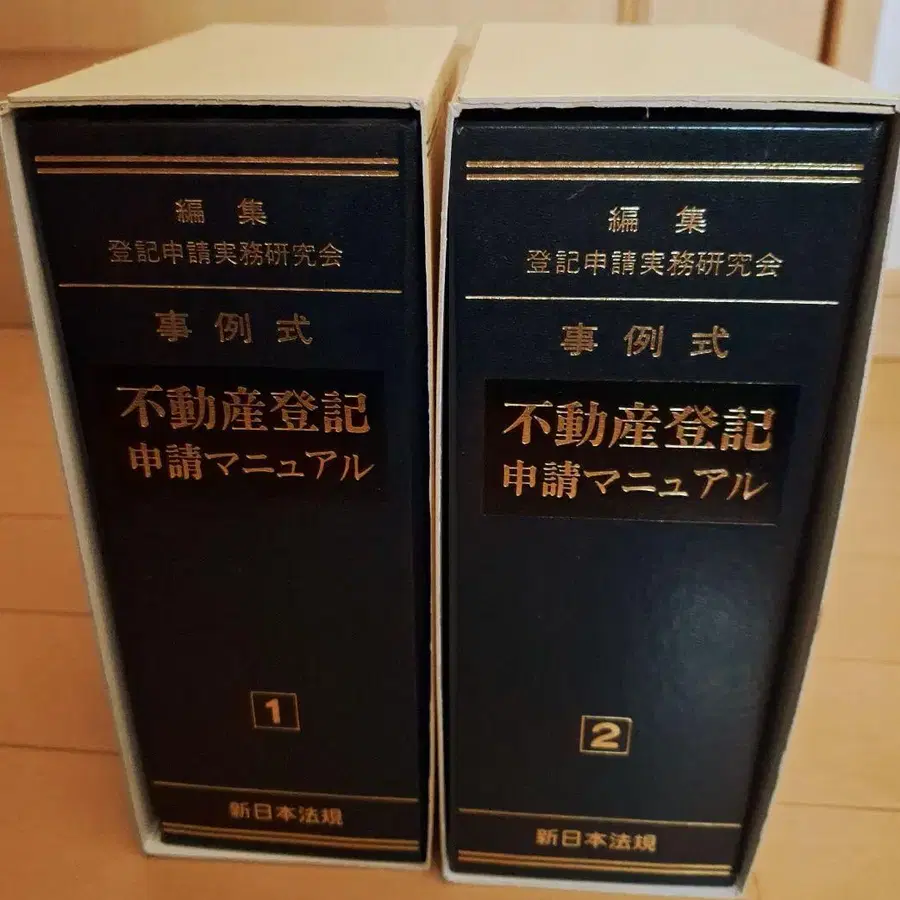 編集
登記申請実務研究会
事例式
不動産登記
申請マニュアル
1
新日本法規
編集
登記申請実務研究会
事例式
不動産登記
申請マニュアル
2
新日本法規